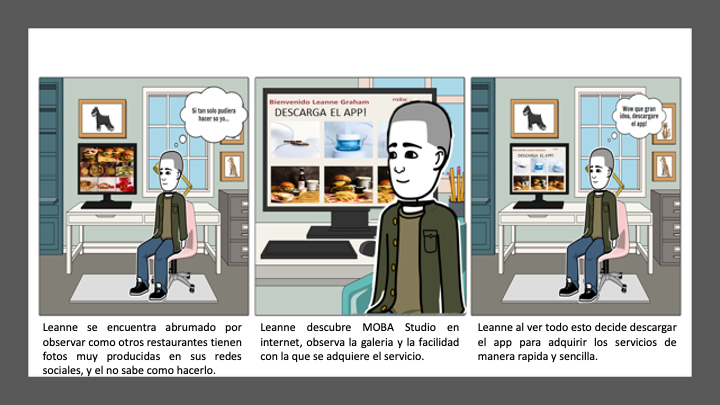 Si tan solo pudiera
hacer so yo...
Bienvenido Leanne Graham
moba
DESCARGA EL APP!
Wow que gran
idea, descargare
el app!
DESCARGA EL APP!
Leanne se encuentra abrumado por
observar como otros restaurantes tienen
fotos muy producidas en sus redes
sociales, y el no sabe como hacerlo.
Leanne descubre MOBA Studio en
internet, observa la galeria y la facilidad
con la que se adquiere el servicio.
Leanne al ver todo esto decide descargar
el app para adquirir los servicios de
manera rapida y sencilla.